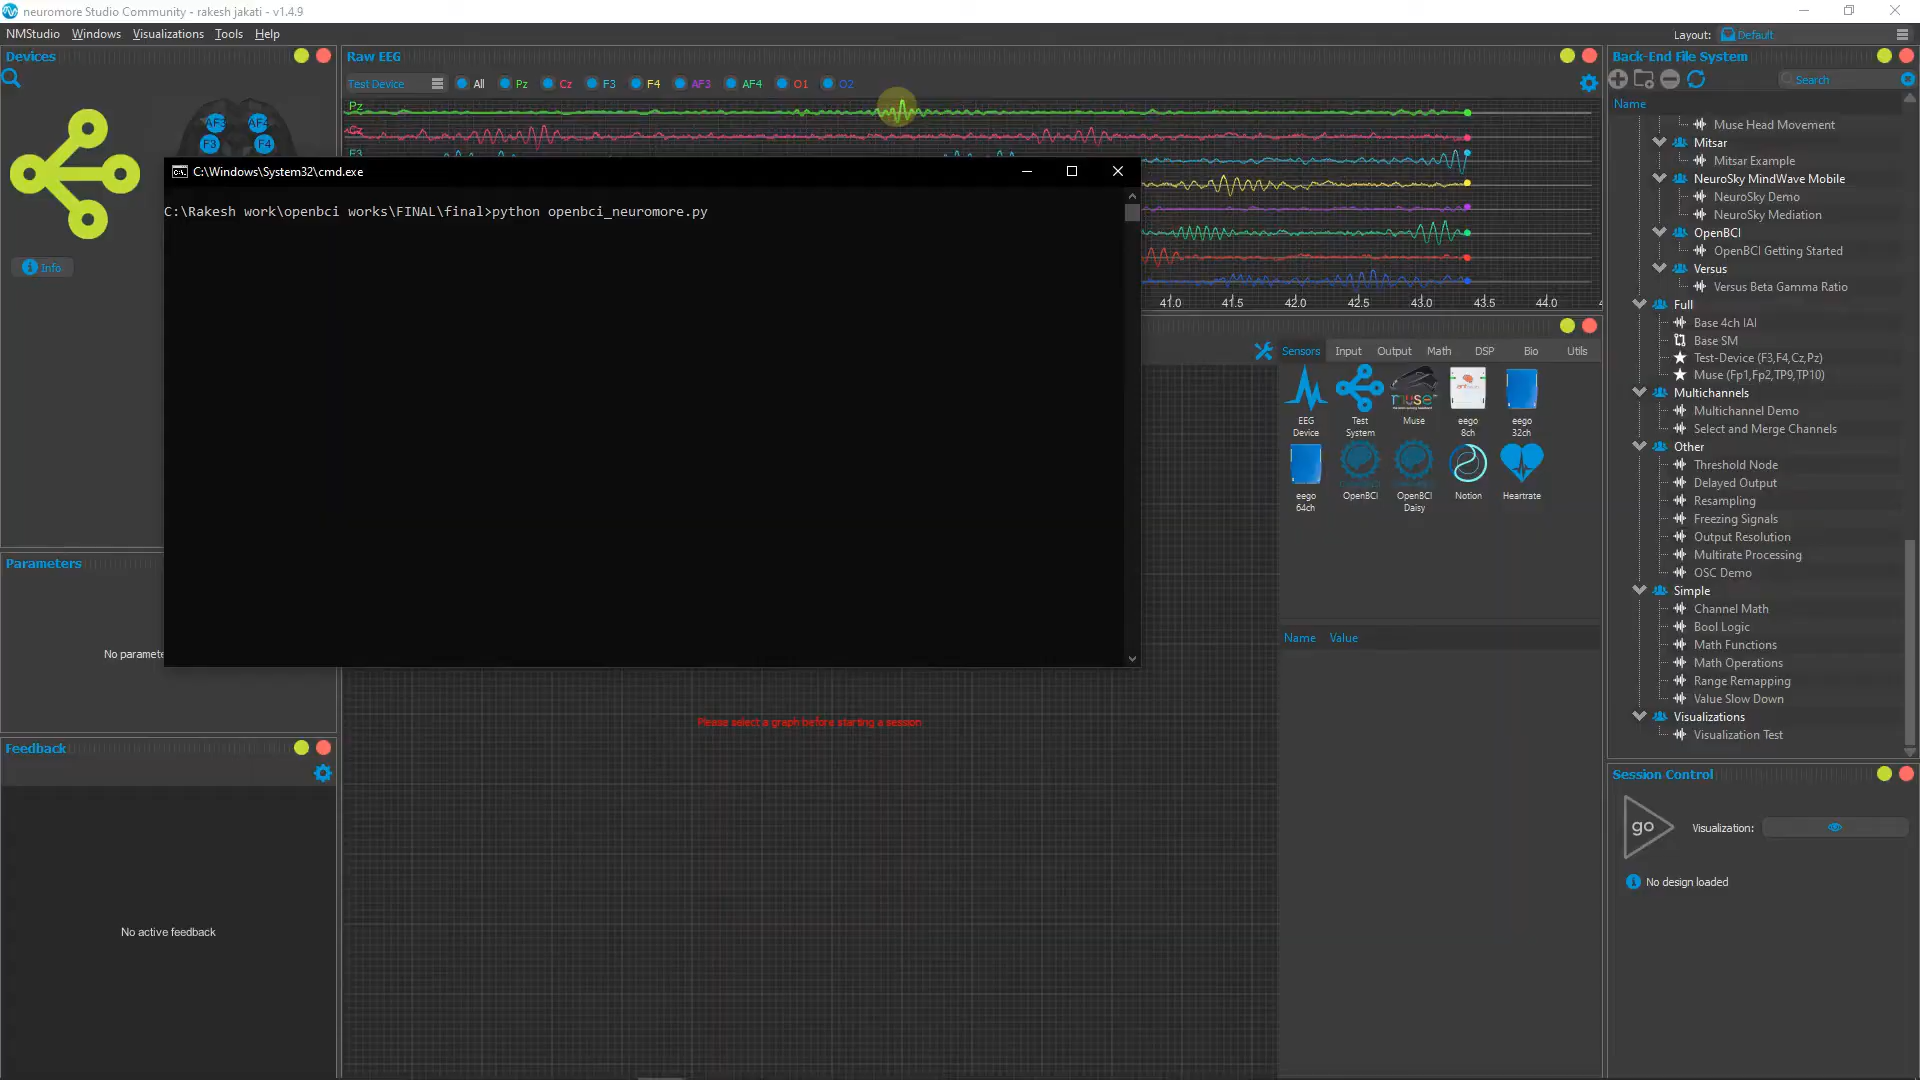 neuromore Studio Community - rakesh jakati - v1.4.9
NMStudio Windows Visualizations Tools Help
Layout: Default
Devices
AF3 AF4
F3 F4
Info
Raw EEG
Test Device All Pz Cz F3 F4 AF3 AF4 O1 O2
Pz
Cz
F3
41.0 41.5 42.0 42.5 43.0 43.5 44.0
C:\Windows\System32\cmd.exe
C:\Rakesh work\openbci works\FINAL\final>python openbci_neuromore.py
Sensors Input Output Math DSP Bio Utils
EEG Device
Test System
Muse
eego 8ch
eego 32ch
eego 64ch
OpenBCI
OpenBCI Daisy
Notion
Heartrate
Name Value
Please select a graph before starting a session
Parameters
No paramete
Feedback
No active feedback
Back-End File System
Search
Name
Muse Head Movement
Mitsar
Mitsar Example
NeuroSky MindWave Mobile
NeuroSky Demo
NeuroSky Mediation
OpenBCI
OpenBCI Getting Started
Versus
Versus Beta Gamma Ratio
Full
Base 4ch IAI
Base SM
Test-Device (F3,F4,Cz,Pz)
Muse (Fp1,Fp2,TP9,TP10)
Multichannels
Multichannel Demo
Select and Merge Channels
Other
Threshold Node
Delayed Output
Resampling
Freezing Signals
Output Resolution
Multirate Processing
OSC Demo
Simple
Channel Math
Bool Logic
Math Functions
Math Operations
Range Remapping
Value Slow Down
Visualizations
Visualization Test
Session Control
go
Visualization:
No design loaded